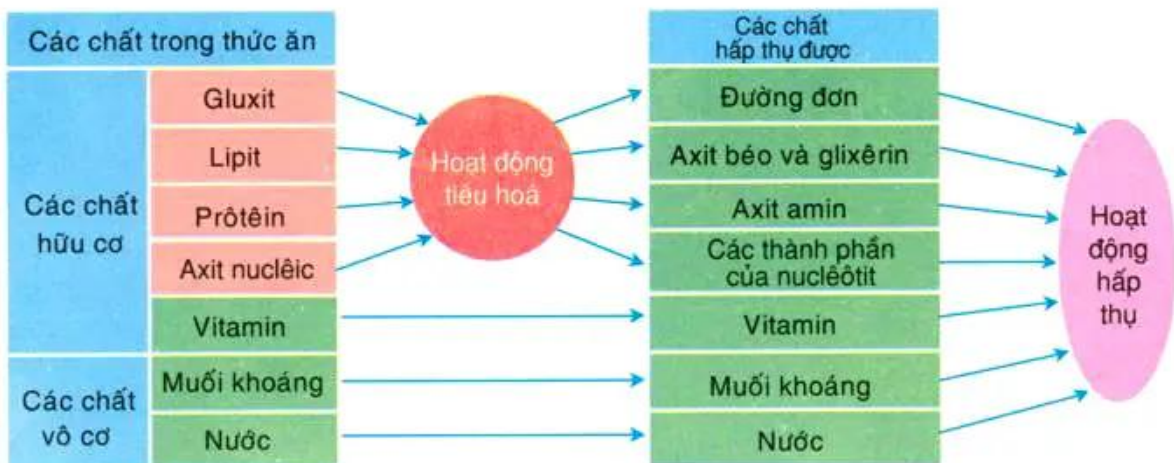 Các chất trong thức ăn
Các chất
hữu cơ
Gluxit
Lipit
Prôtêin
Axit nuclêic
Vitamin
Các chất
vô cơ
Muối khoáng
Nước
Hoạt động
tiêu hoá
Các chất
hấp thụ được
Đường đơn
Axit béo và glixêrin
Axit amin
Các thành phần
của nuclêôtit
Vitamin
Muối khoáng
Nước
Hoạt
động
hấp
thụ